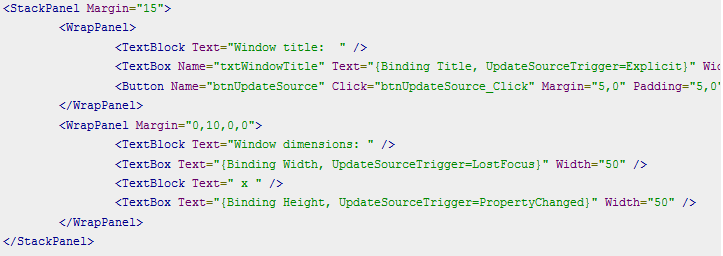 <StackPanel Margin="15">
<WrapPanel>
<TextBlock Text="Window title:  " />
<TextBox Name="txtWindowTitle" Text="{Binding Title, UpdateSourceTrigger=Explicit}" Wid
<Button Name="btnUpdateSource" Click="btnUpdateSource_Click" Margin="5,0" Padding="5,0"
</WrapPanel>
<WrapPanel Margin="0,10,0,0">
<TextBlock Text="Window dimensions: " />
<TextBox Text="{Binding Width, UpdateSourceTrigger=LostFocus}" Width="50" />
<TextBlock Text=" x " />
<TextBox Text="{Binding Height, UpdateSourceTrigger=PropertyChanged}" Width="50" />
</WrapPanel>
</StackPanel>